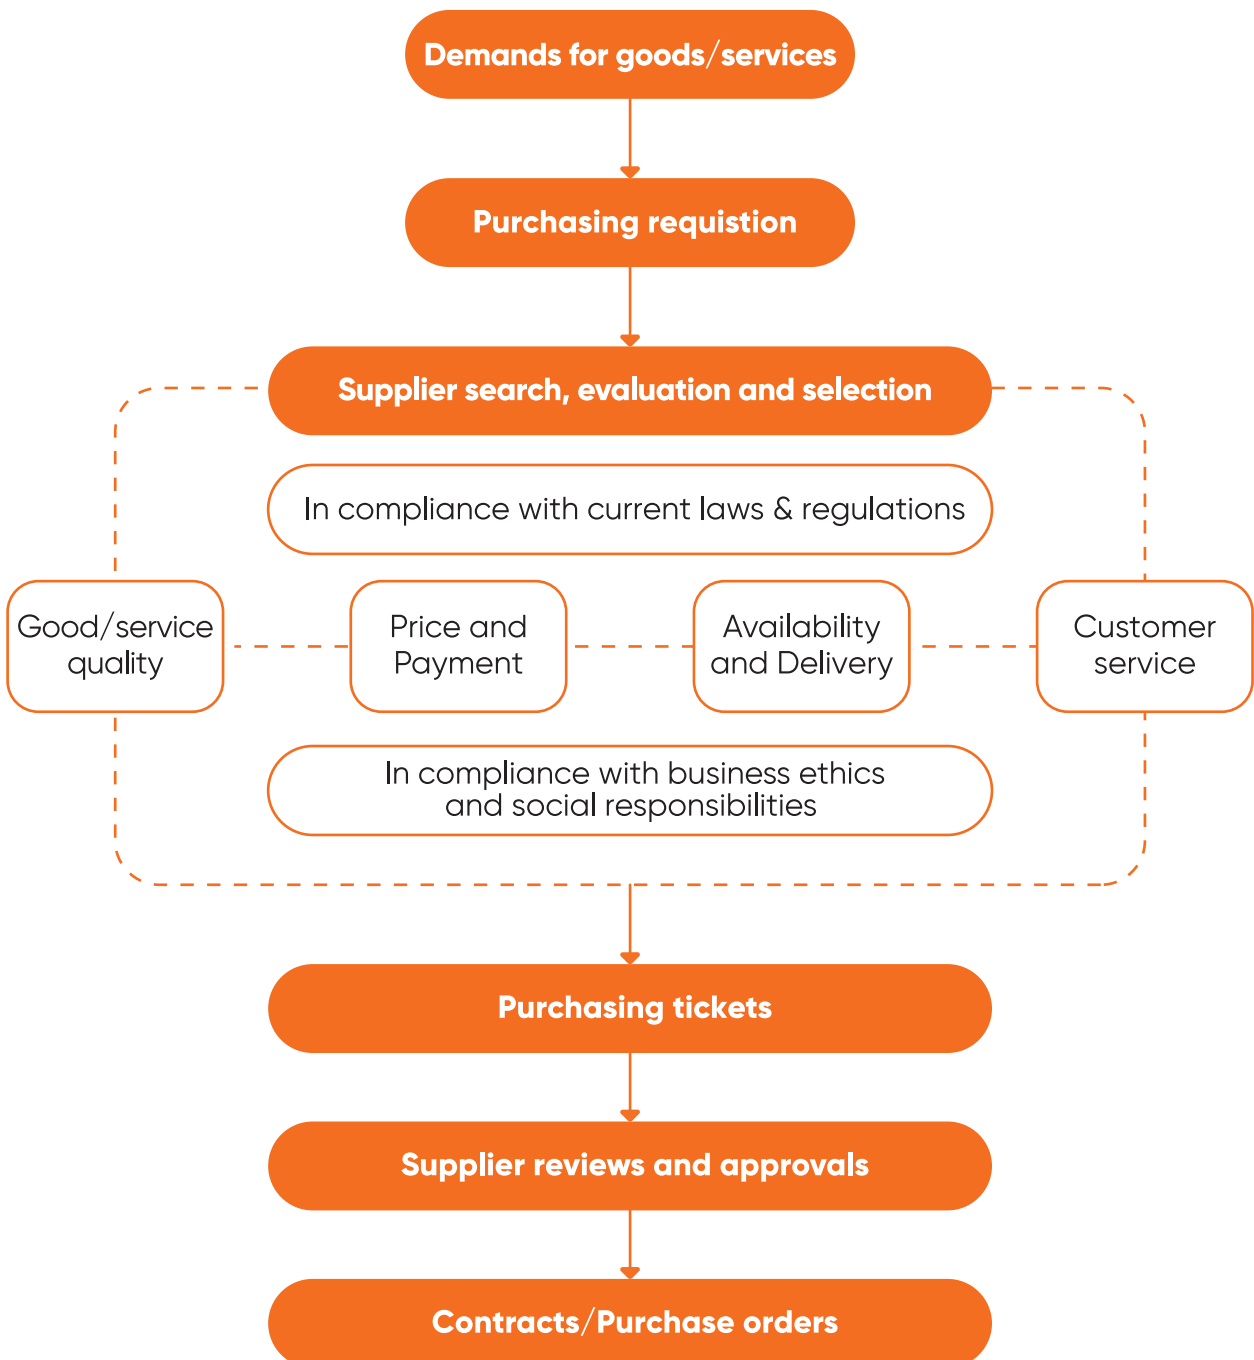 Demands for goods/services
Purchasing requistion
Supplier search, evaluation and selection
In compliance with current laws & regulations
Good/service
quality
Price and
Payment
Availability
and Delivery
Customer
service
In compliance with business ethics
and social responsibilities
Purchasing tickets
Supplier reviews and approvals
Contracts/Purchase orders